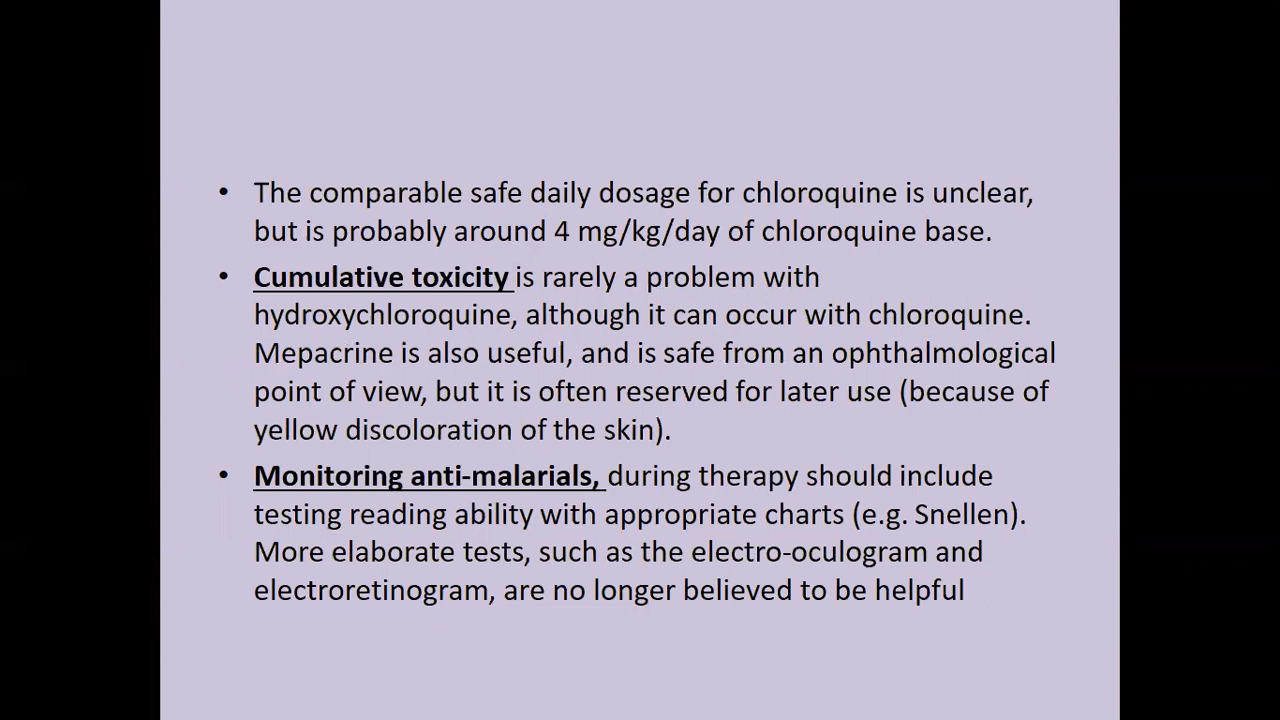 • The comparable safe daily dosage for chloroquine is unclear,
but is probably around 4 mg/kg/day of chloroquine base.
• Cumulative toxicity is rarely a problem with
hydroxychloroquine, although it can occur with chloroquine.
Mepacrine is also useful, and is safe from an ophthalmological
point of view, but it is often reserved for later use (because of
yellow discoloration of the skin).
• Monitoring anti-malarials, during therapy should include
testing reading ability with appropriate charts (e.g. Snellen).
More elaborate tests, such as the electro-oculogram and
electroretinogram, are no longer believed to be helpful